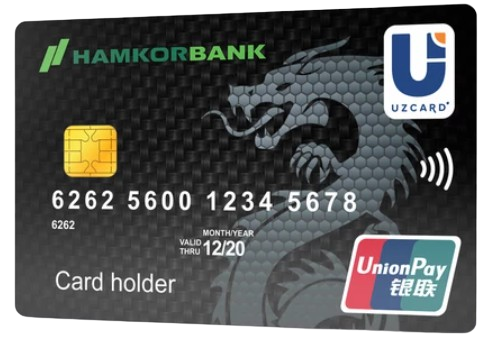 HAMKORBANK
UZCARD
6262 5600 1234 5678
6262
MONTH/YEAR
VALID THRU 12/20
Card holder
UnionPay
银联